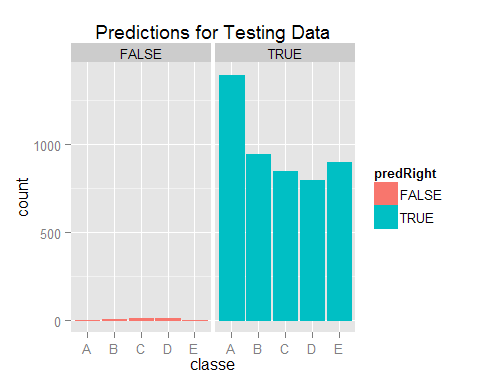 Predictions for Testing Data
FALSE TRUE
1000
500
0
count
A B C D E A B C D E
classe
predRight
FALSE
TRUE